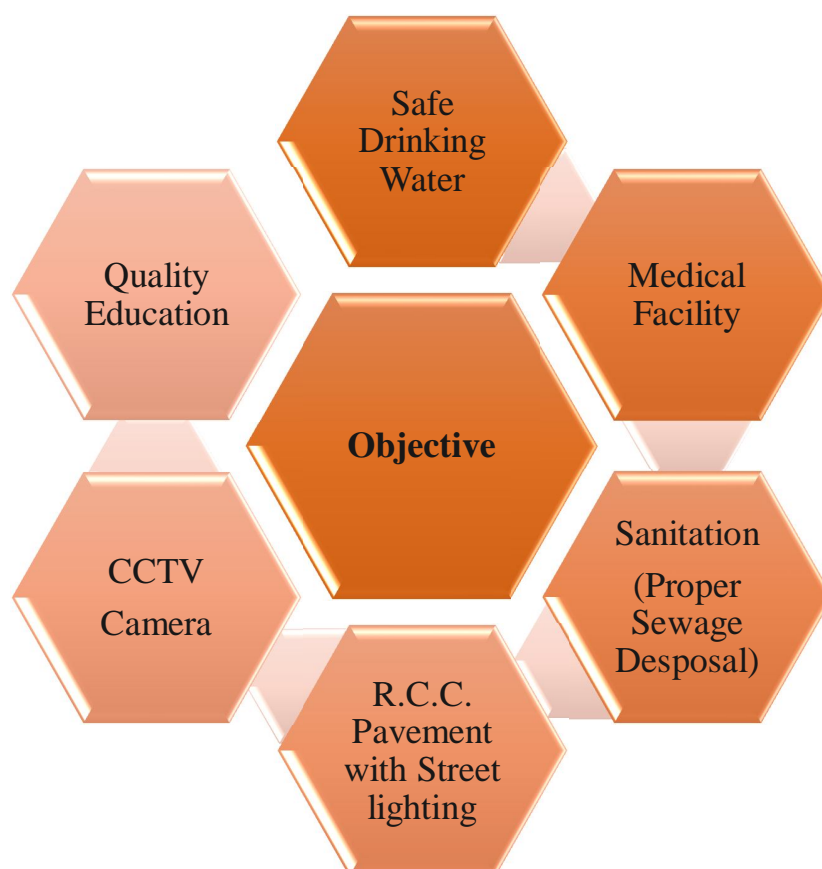 Safe
Drinking
Water
Medical
Facility
Sanitation
(Proper
Sewage
Desposal)
R.C.C.
Pavement
with Street
lighting
CCTV
Camera
Quality
Education
Objective